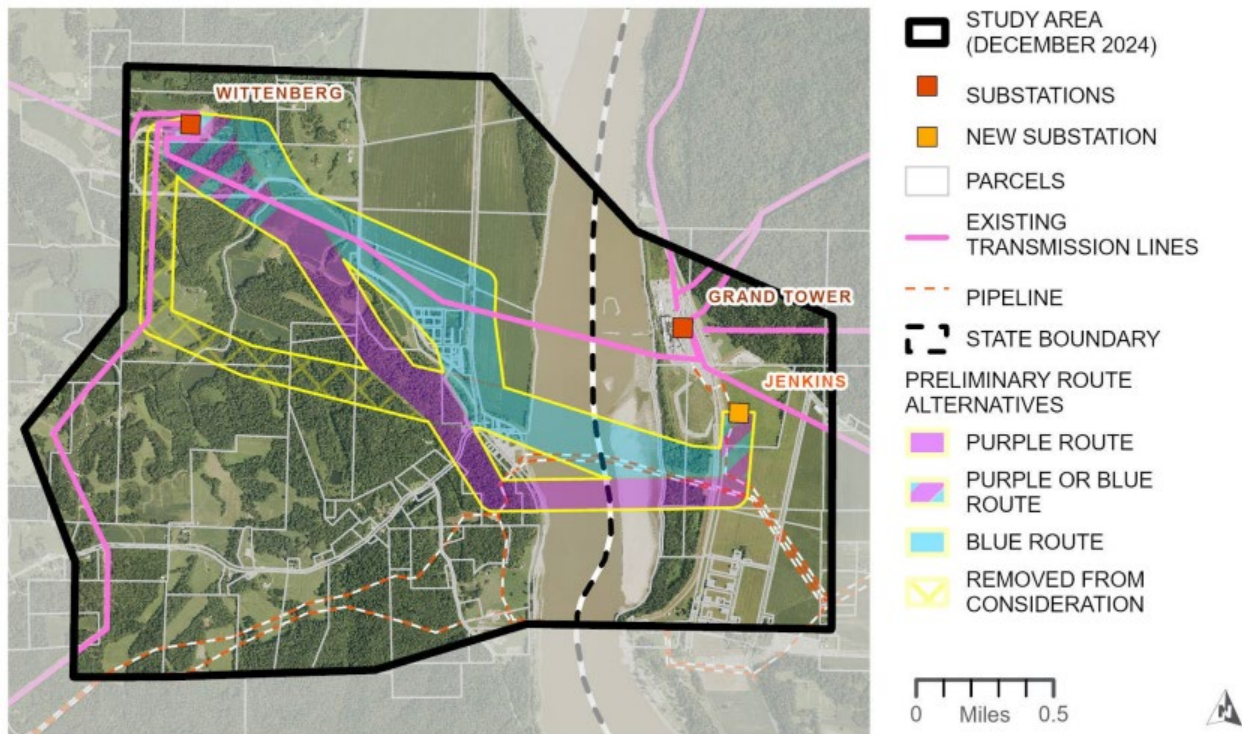 WITTENBERG
GRAND TOWER
JENKINS
STUDY AREA
(DECEMBER 2024)
SUBSTATIONS
NEW SUBSTATION
PARCELS
EXISTING
TRANSMISSION LINES
PIPELINE
STATE BOUNDARY
PRELIMINARY ROUTE
ALTERNATIVES
PURPLE ROUTE
PURPLE OR BLUE
ROUTE
BLUE ROUTE
REMOVED FROM
CONSIDERATION
0 Miles 0.5